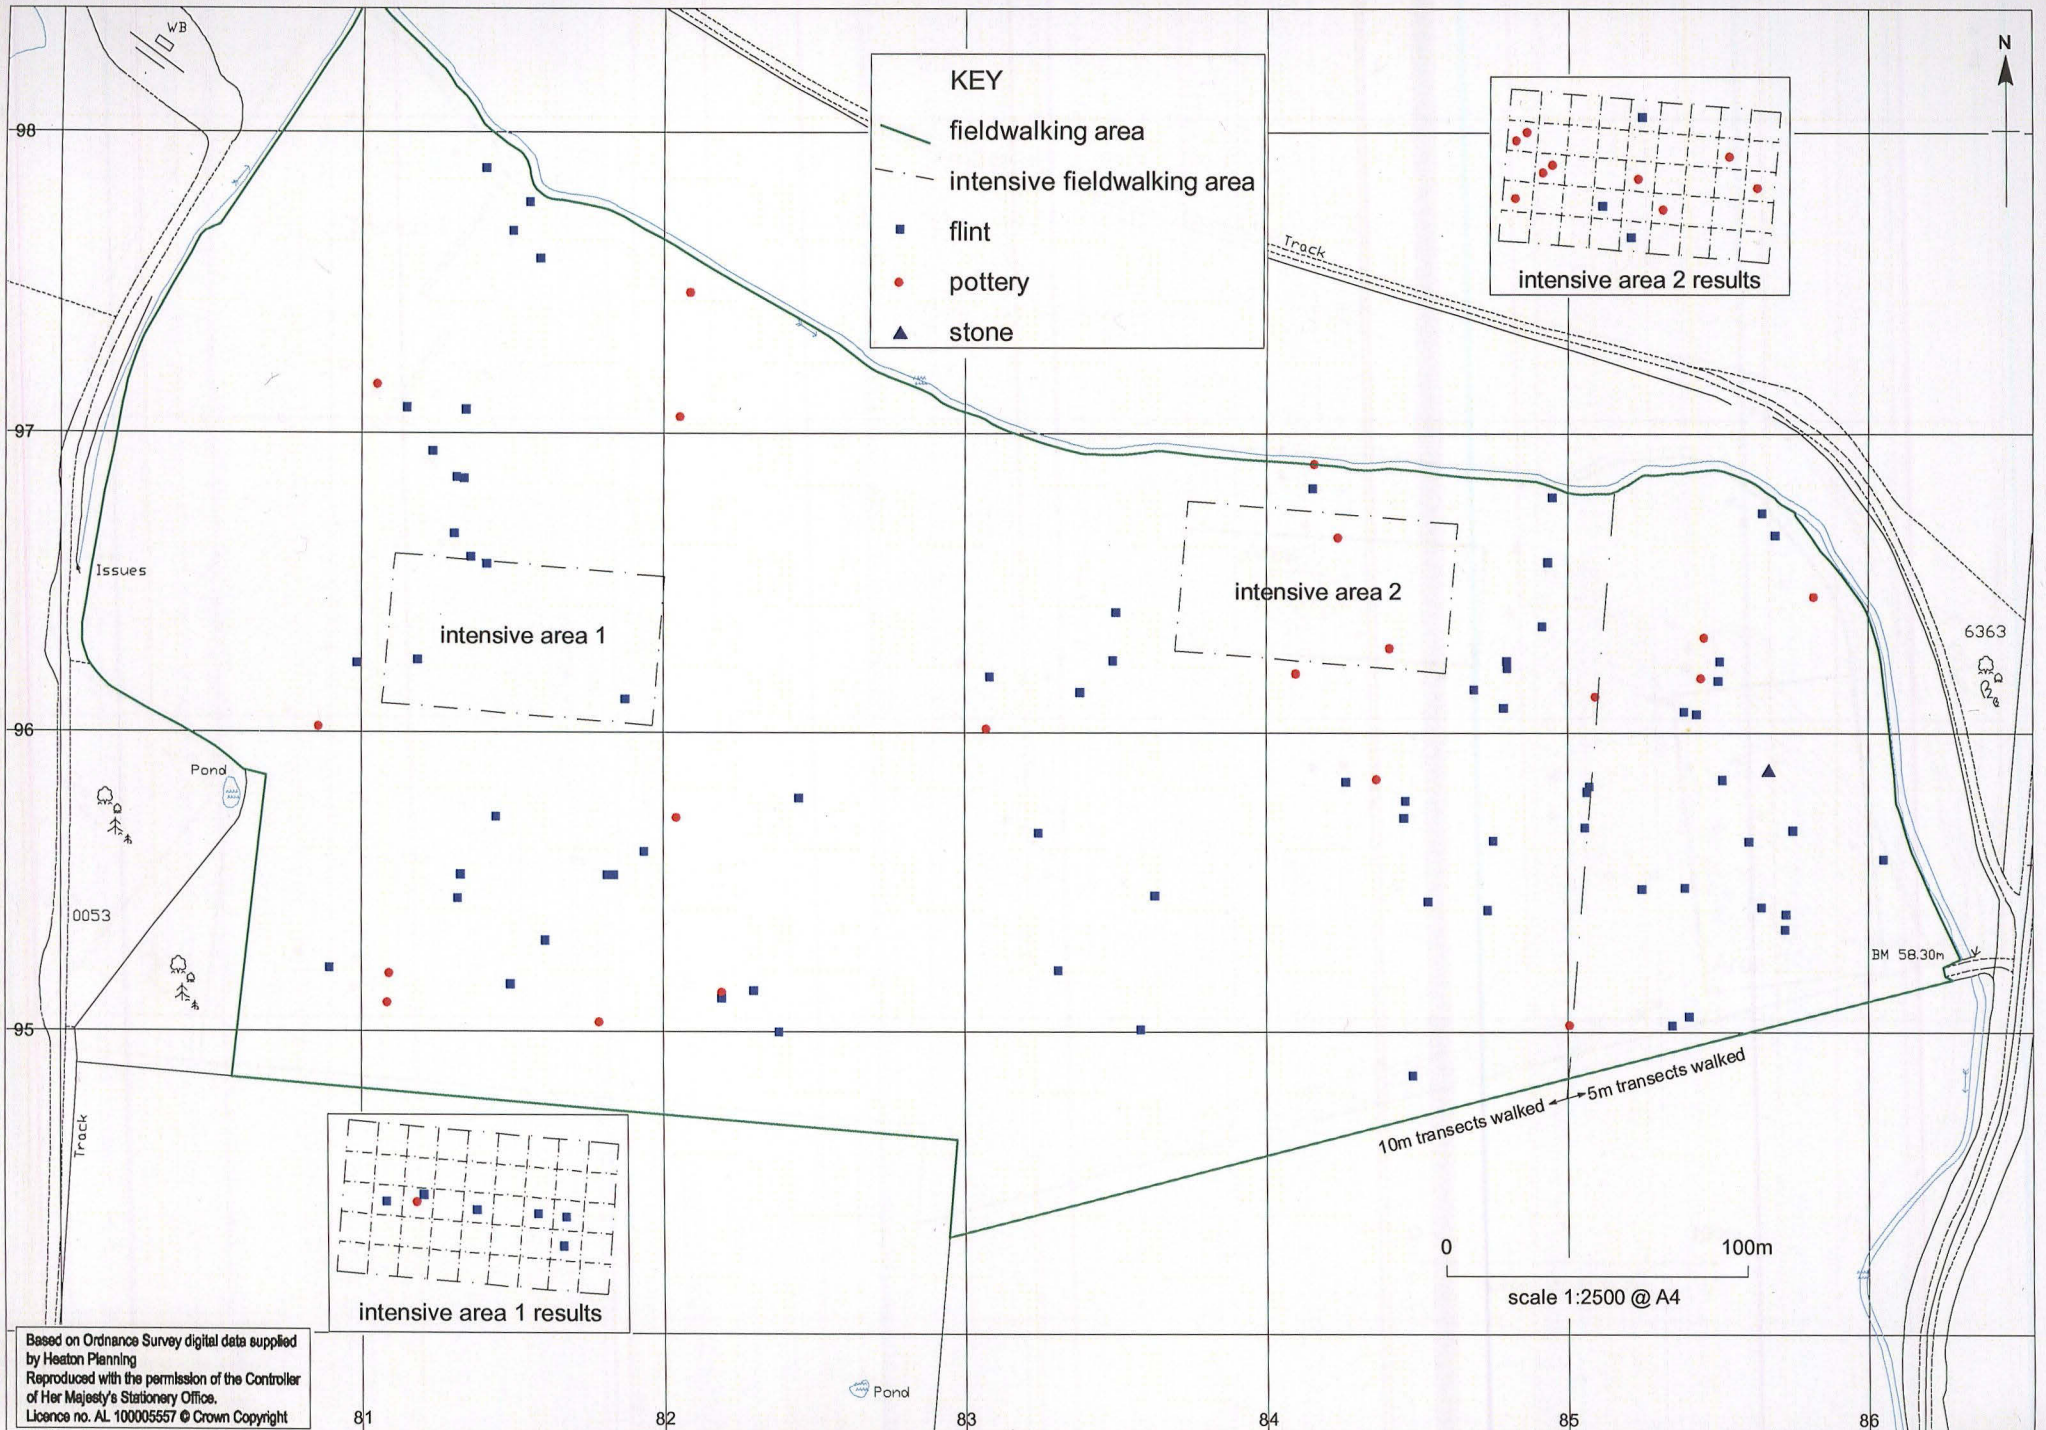 WB
N
KEY
fieldwalking area
intensive fieldwalking area
flint
pottery
stone
98
Track
intensive area 2 results
97
Issues
intensive area 1
intensive area 2
6363
96
Pond
0053
BM 58.30m
95
Track
10m transects walked
5m transects walked
0
100m
scale 1:2500 @ A4
intensive area 1 results
Based on Ordnance Survey digital data supplied
by Heaton Planning
Reproduced with the permission of the Controller
of Her Majesty's Stationery Office.
Licence no. AL 100005557 © Crown Copyright
Pond
81
82
83
84
85
86